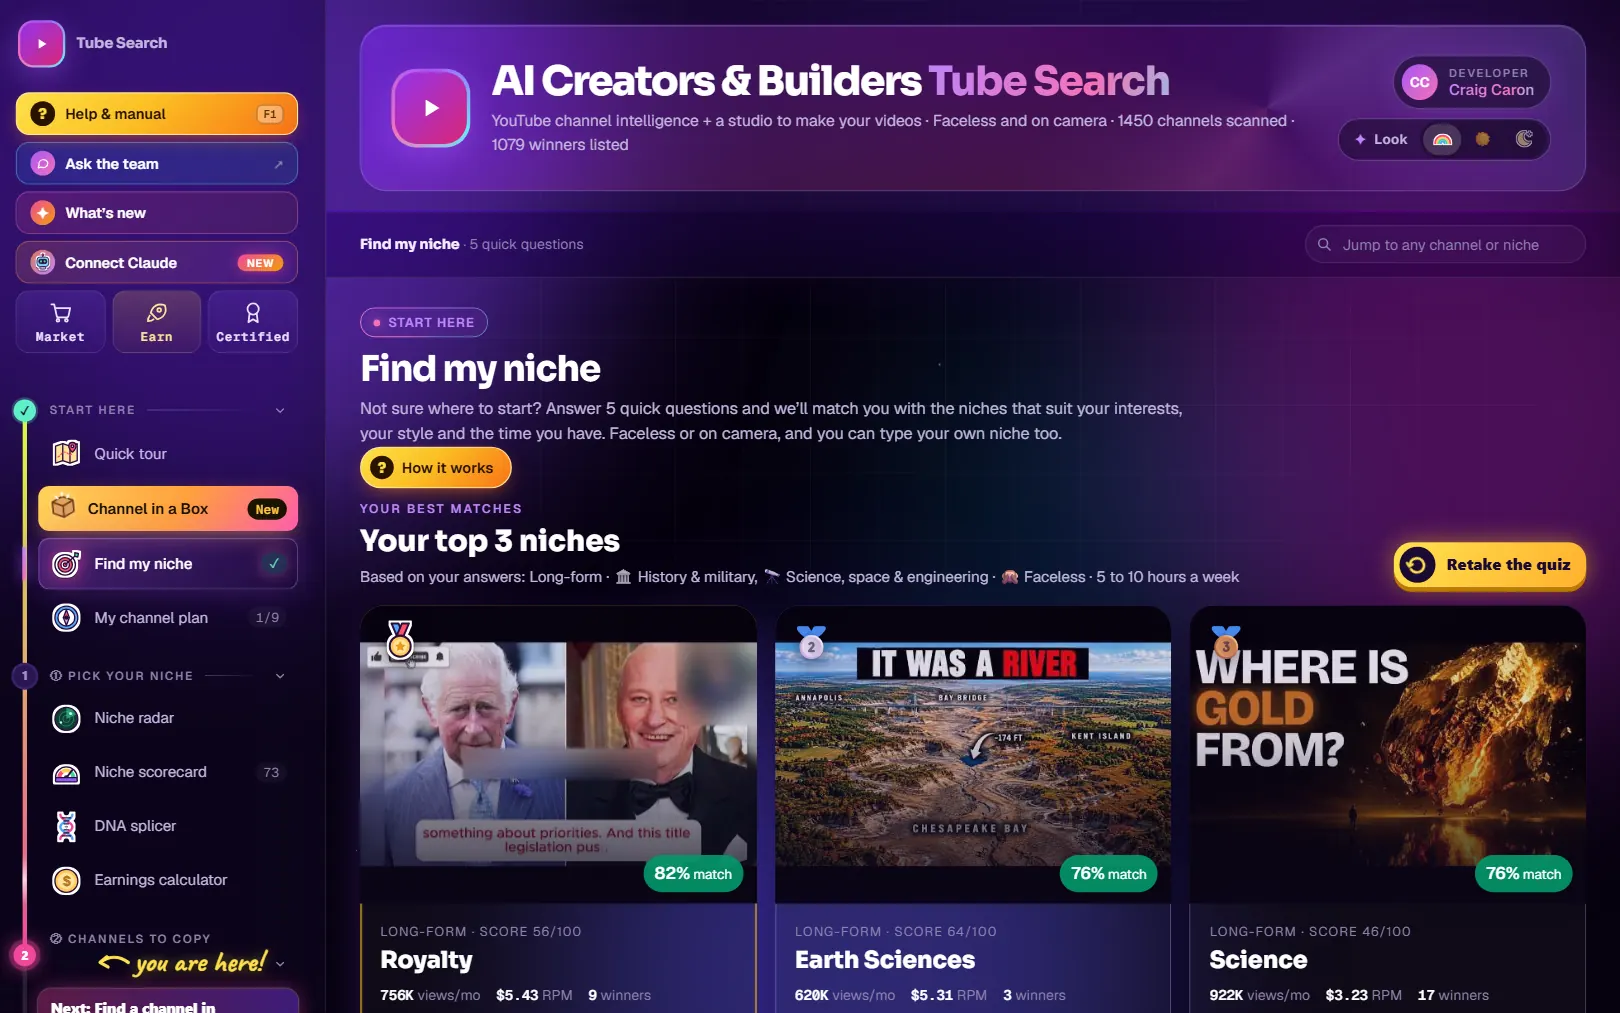 Tube Search
? Help & manual F1
Ask the team ↗
What's new
Connect Claude NEW
Market Earn Certified
START HERE
Quick tour
Channel in a Box New
Find my niche ✓
My channel plan 1/9
1 ① PICK YOUR NICHE
Niche radar
Niche scorecard 73
DNA splicer
Earnings calculator
② CHANNELS TO COPY
2 you are here!
Next: Find a channel in
AI Creators & Builders Tube Search
YouTube channel intelligence + a studio to make your videos · Faceless and on camera · 1450 channels scanned ·
1079 winners listed
CC DEVELOPER
Craig Caron
Look
Find my niche · 5 quick questions
Jump to any channel or niche
START HERE
Find my niche
Not sure where to start? Answer 5 quick questions and we'll match you with the niches that suit your interests,
your style and the time you have. Faceless or on camera, and you can type your own niche too.
? How it works
YOUR BEST MATCHES
Your top 3 niches
Based on your answers: Long-form · History & military, Science, space & engineering · Faceless · 5 to 10 hours a week
Retake the quiz
something about priorities. And this title
legislation pus
82% match
LONG-FORM · SCORE 56/100
Royalty
756K views/mo $5.43 RPM 9 winners
2
IT WAS A RIVER
ANNAPOLIS BAY BRIDGE
-174 FT KENT ISLAND
CHESAPEAKE BAY
76% match
LONG-FORM · SCORE 64/100
Earth Sciences
620K views/mo $5.31 RPM 3 winners
3
WHERE IS
GOLD
FROM?
76% match
LONG-FORM · SCORE 46/100
Science
922K views/mo $3.23 RPM 17 winners